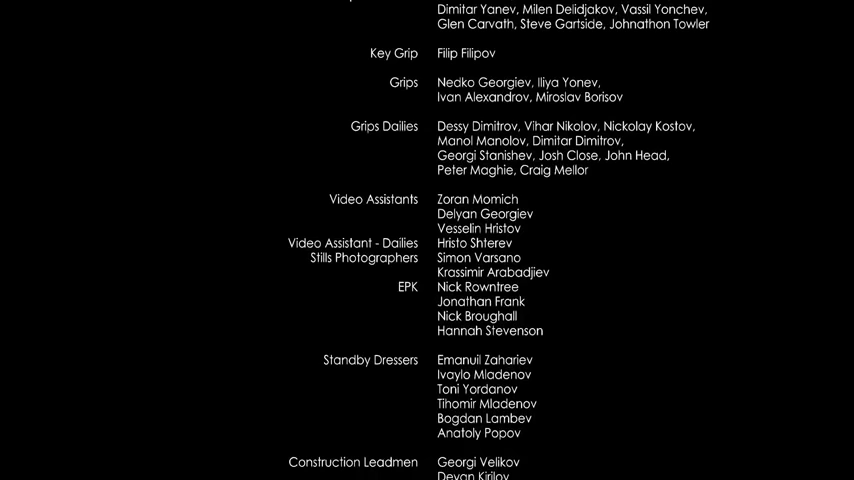 Dimitar Yanev, Milen Delidjakov, Vassil Yonchev,
Glen Carvath, Steve Gartside, Johnathon Towler
Key Grip Filip Filipov
Grips Nedko Georgiev, Iliya Yonev,
Ivan Alexandrov, Miroslav Borisov
Grips Dailies Dessy Dimitrov, Vihar Nikolov, Nickolay Kostov,
Manol Manolov, Dimitar Dimitrov,
Georgi Stanishev, Josh Close, John Head,
Peter Maghie, Craig Mellor
Video Assistants Zoran Momich
Delyan Georgiev
Vesselin Hristov
Video Assistant - Dailies Hristo Shterev
Stills Photographers Simon Varsano
Krassimir Arabadjiev
EPK Nick Rowntree
Jonathan Frank
Nick Broughall
Hannah Stevenson
Standby Dressers Emanuil Zahariev
Ivaylo Mladenov
Toni Yordanov
Tihomir Mladenov
Bogdan Lambev
Anatoly Popov
Construction Leadmen Georgi Velikov
Deyan Kirilov